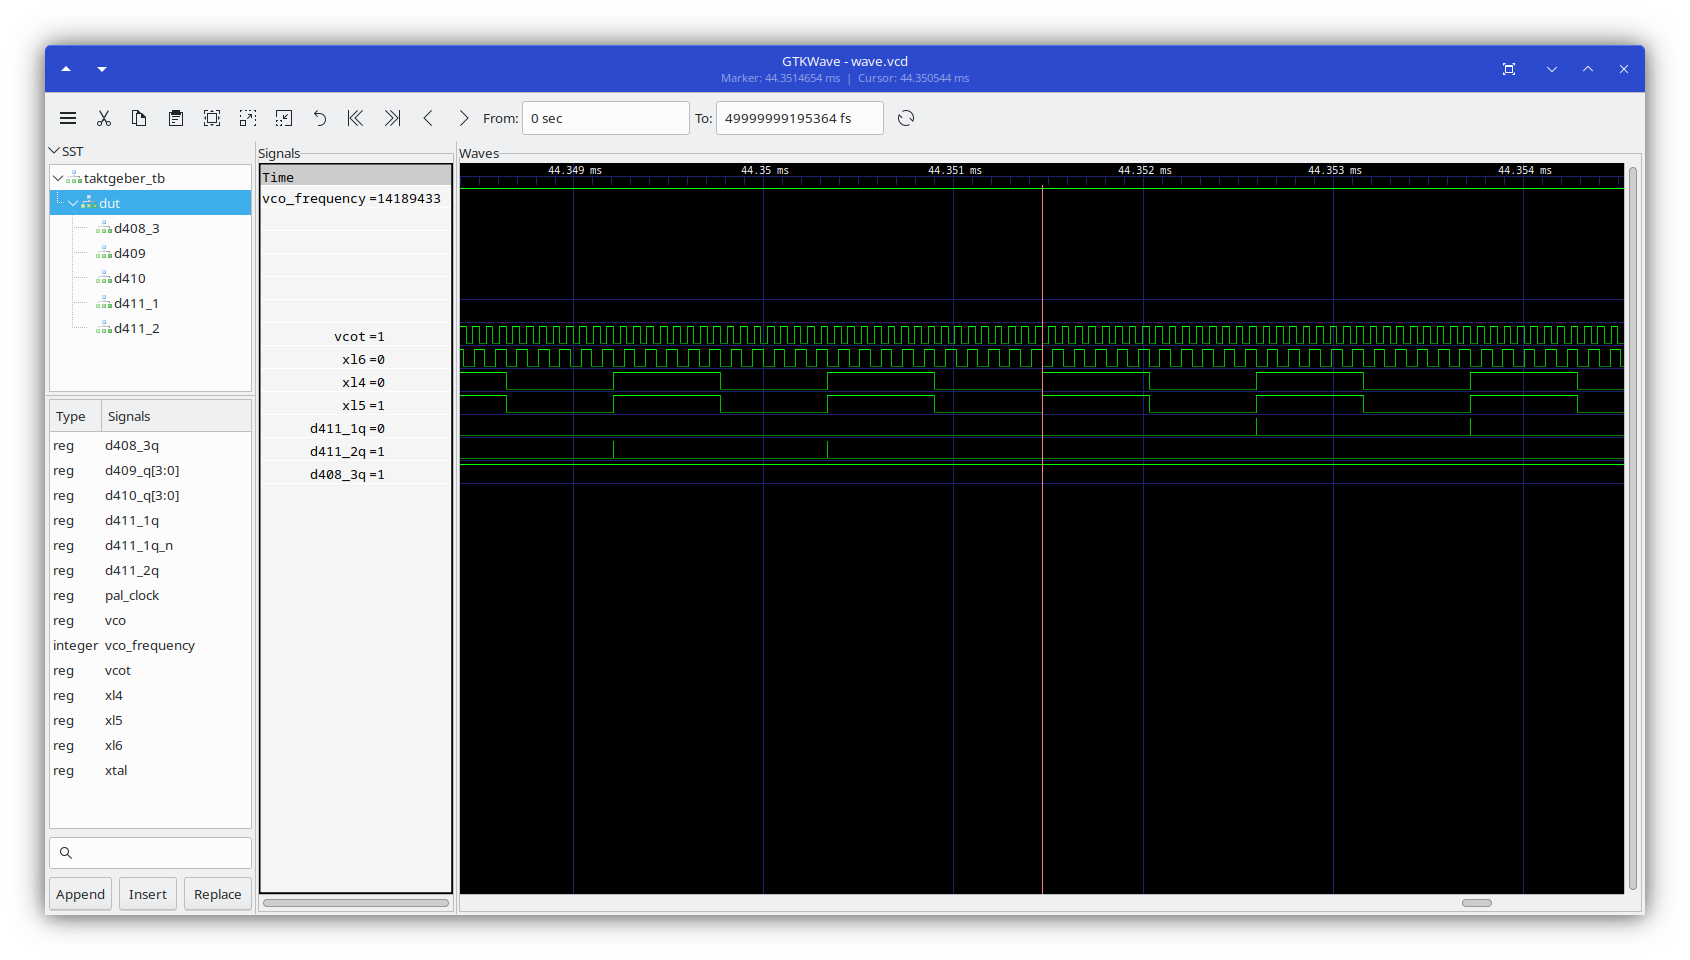 GTKWave - wave.vcd
Marker: 44.3514654 ms | Cursor: 44.350544 ms
From: 0 sec To: 49999999195364 fs
SST
taktgeber_tb
dut
d408_3
d409
d410
d411_1
d411_2
Type Signals
reg d408_3q
reg d409_q[3:0]
reg d410_q[3:0]
reg d411_1q
reg d411_1q_n
reg d411_2q
reg pal_clock
reg vco
integer vco_frequency
reg vcot
reg xl4
reg xl5
reg xl6
reg xtal
Append Insert Replace
Signals
Time
vco_frequency =14189433
vcot =1
xl6 =0
xl4 =0
xl5 =1
d411_1q =0
d411_2q =1
d408_3q =1
Waves
44.349 ms 44.35 ms 44.351 ms 44.352 ms 44.353 ms 44.354 ms